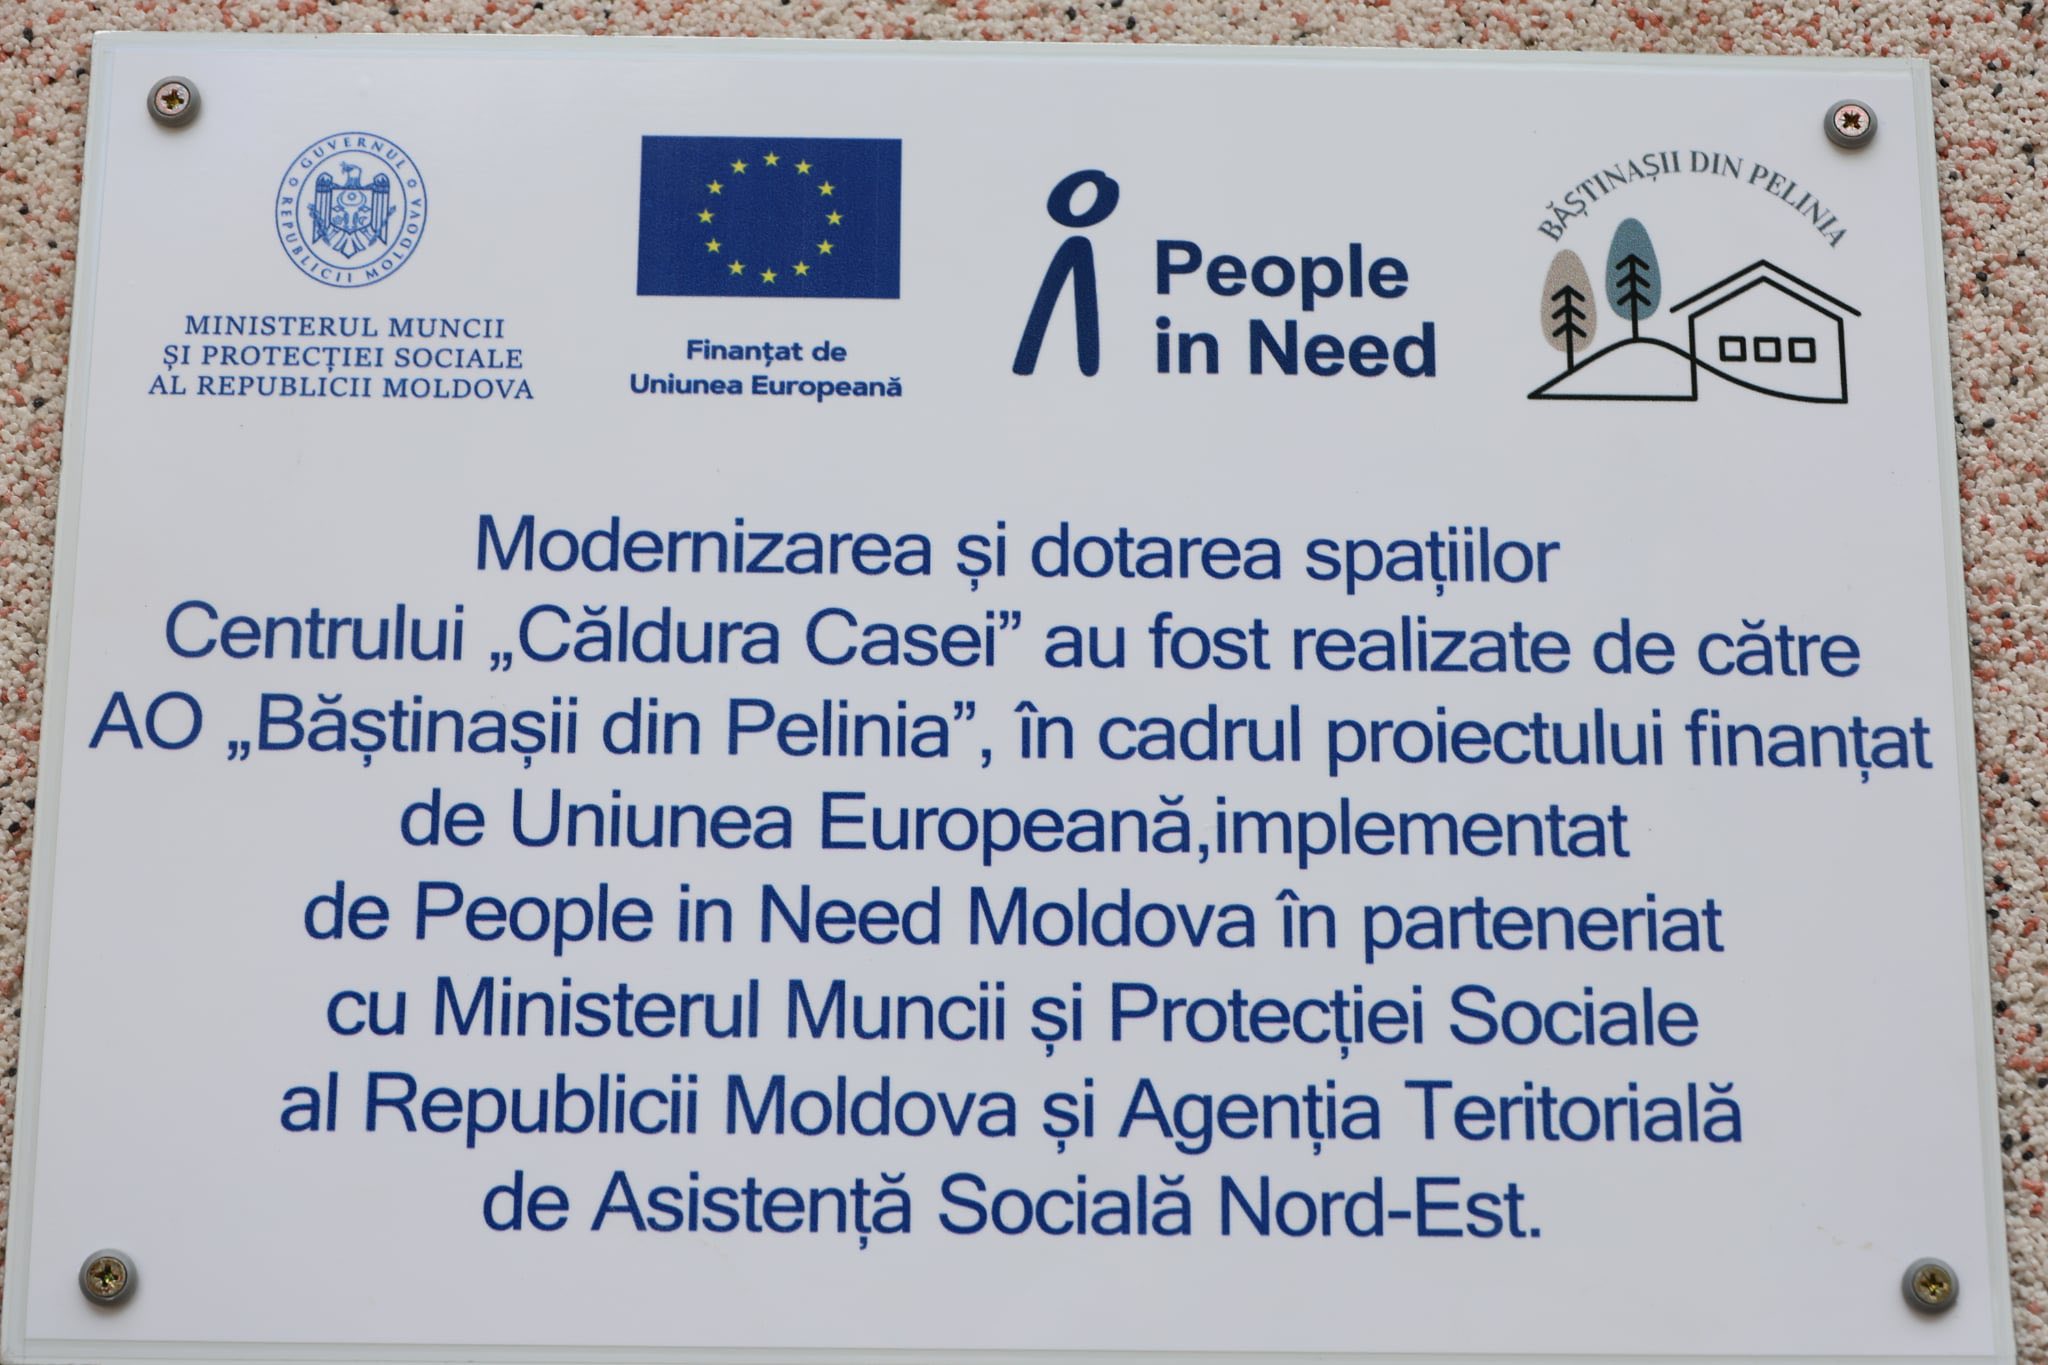 GUVERNUL
REPUBLICII MOLDOVA
MINISTERUL MUNCII
ȘI PROTECȚIEI SOCIALE
AL REPUBLICII MOLDOVA
Finanțat de
Uniunea Europeană
People
in Need
BĂȘTINAȘII DIN PELINIA
Modernizarea și dotarea spațiilor
Centrului „Căldura Casei” au fost realizate de către
AO „Băștinașii din Pelinia”, în cadrul proiectului finanțat
de Uniunea Europeană,implementat
de People in Need Moldova în parteneriat
cu Ministerul Muncii și Protecției Sociale
al Republicii Moldova și Agenția Teritorială
de Asistență Socială Nord-Est.